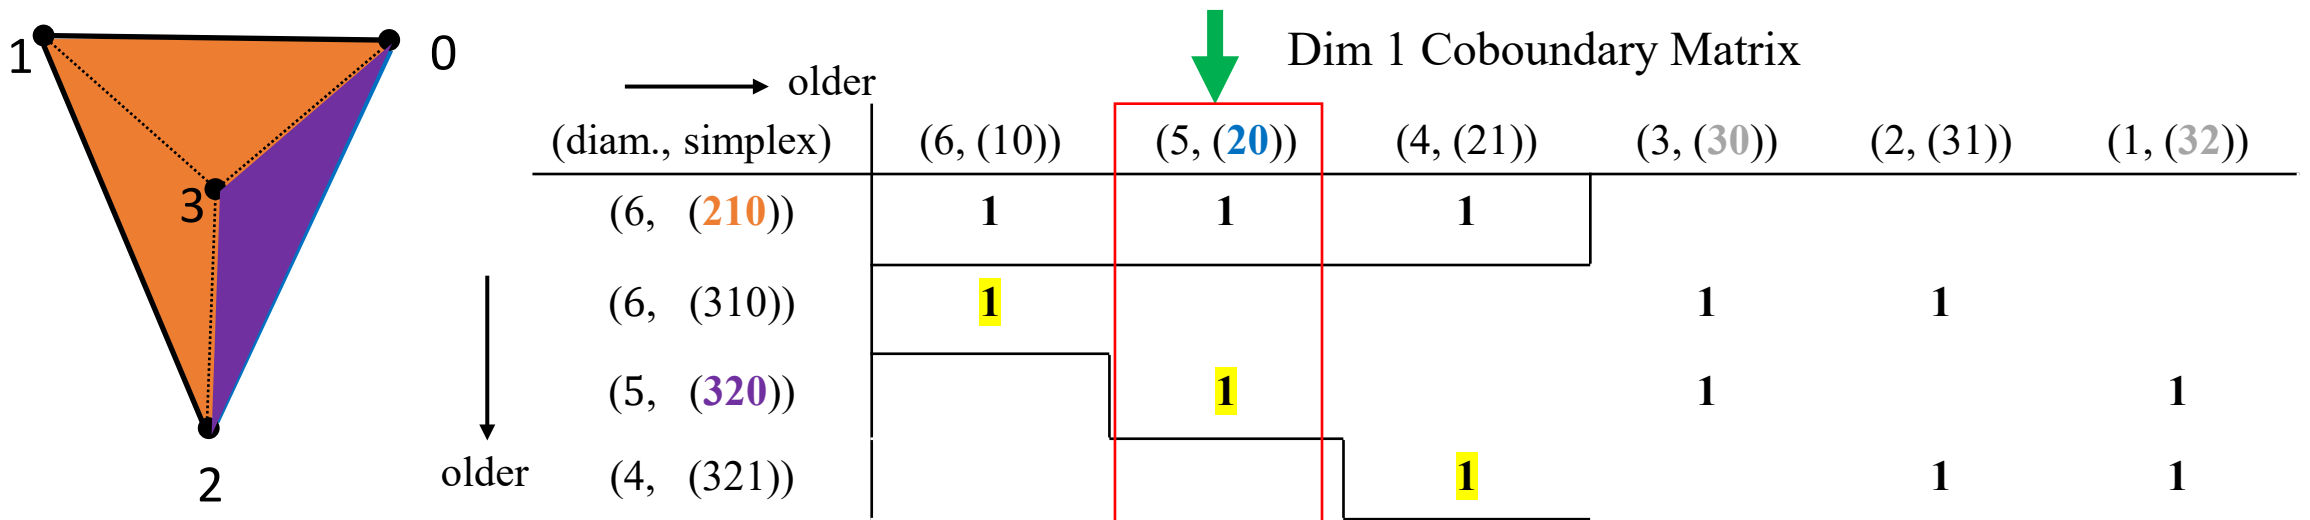 1
0
3
2
Dim 1 Coboundary Matrix
older
(diam., simplex) (6, (10)) (5, (20)) (4, (21)) (3, (30)) (2, (31)) (1, (32))
(6, (210)) 1 1 1
(6, (310)) 1 1 1
(5, (320)) 1 1 1
(4, (321)) 1 1 1
older